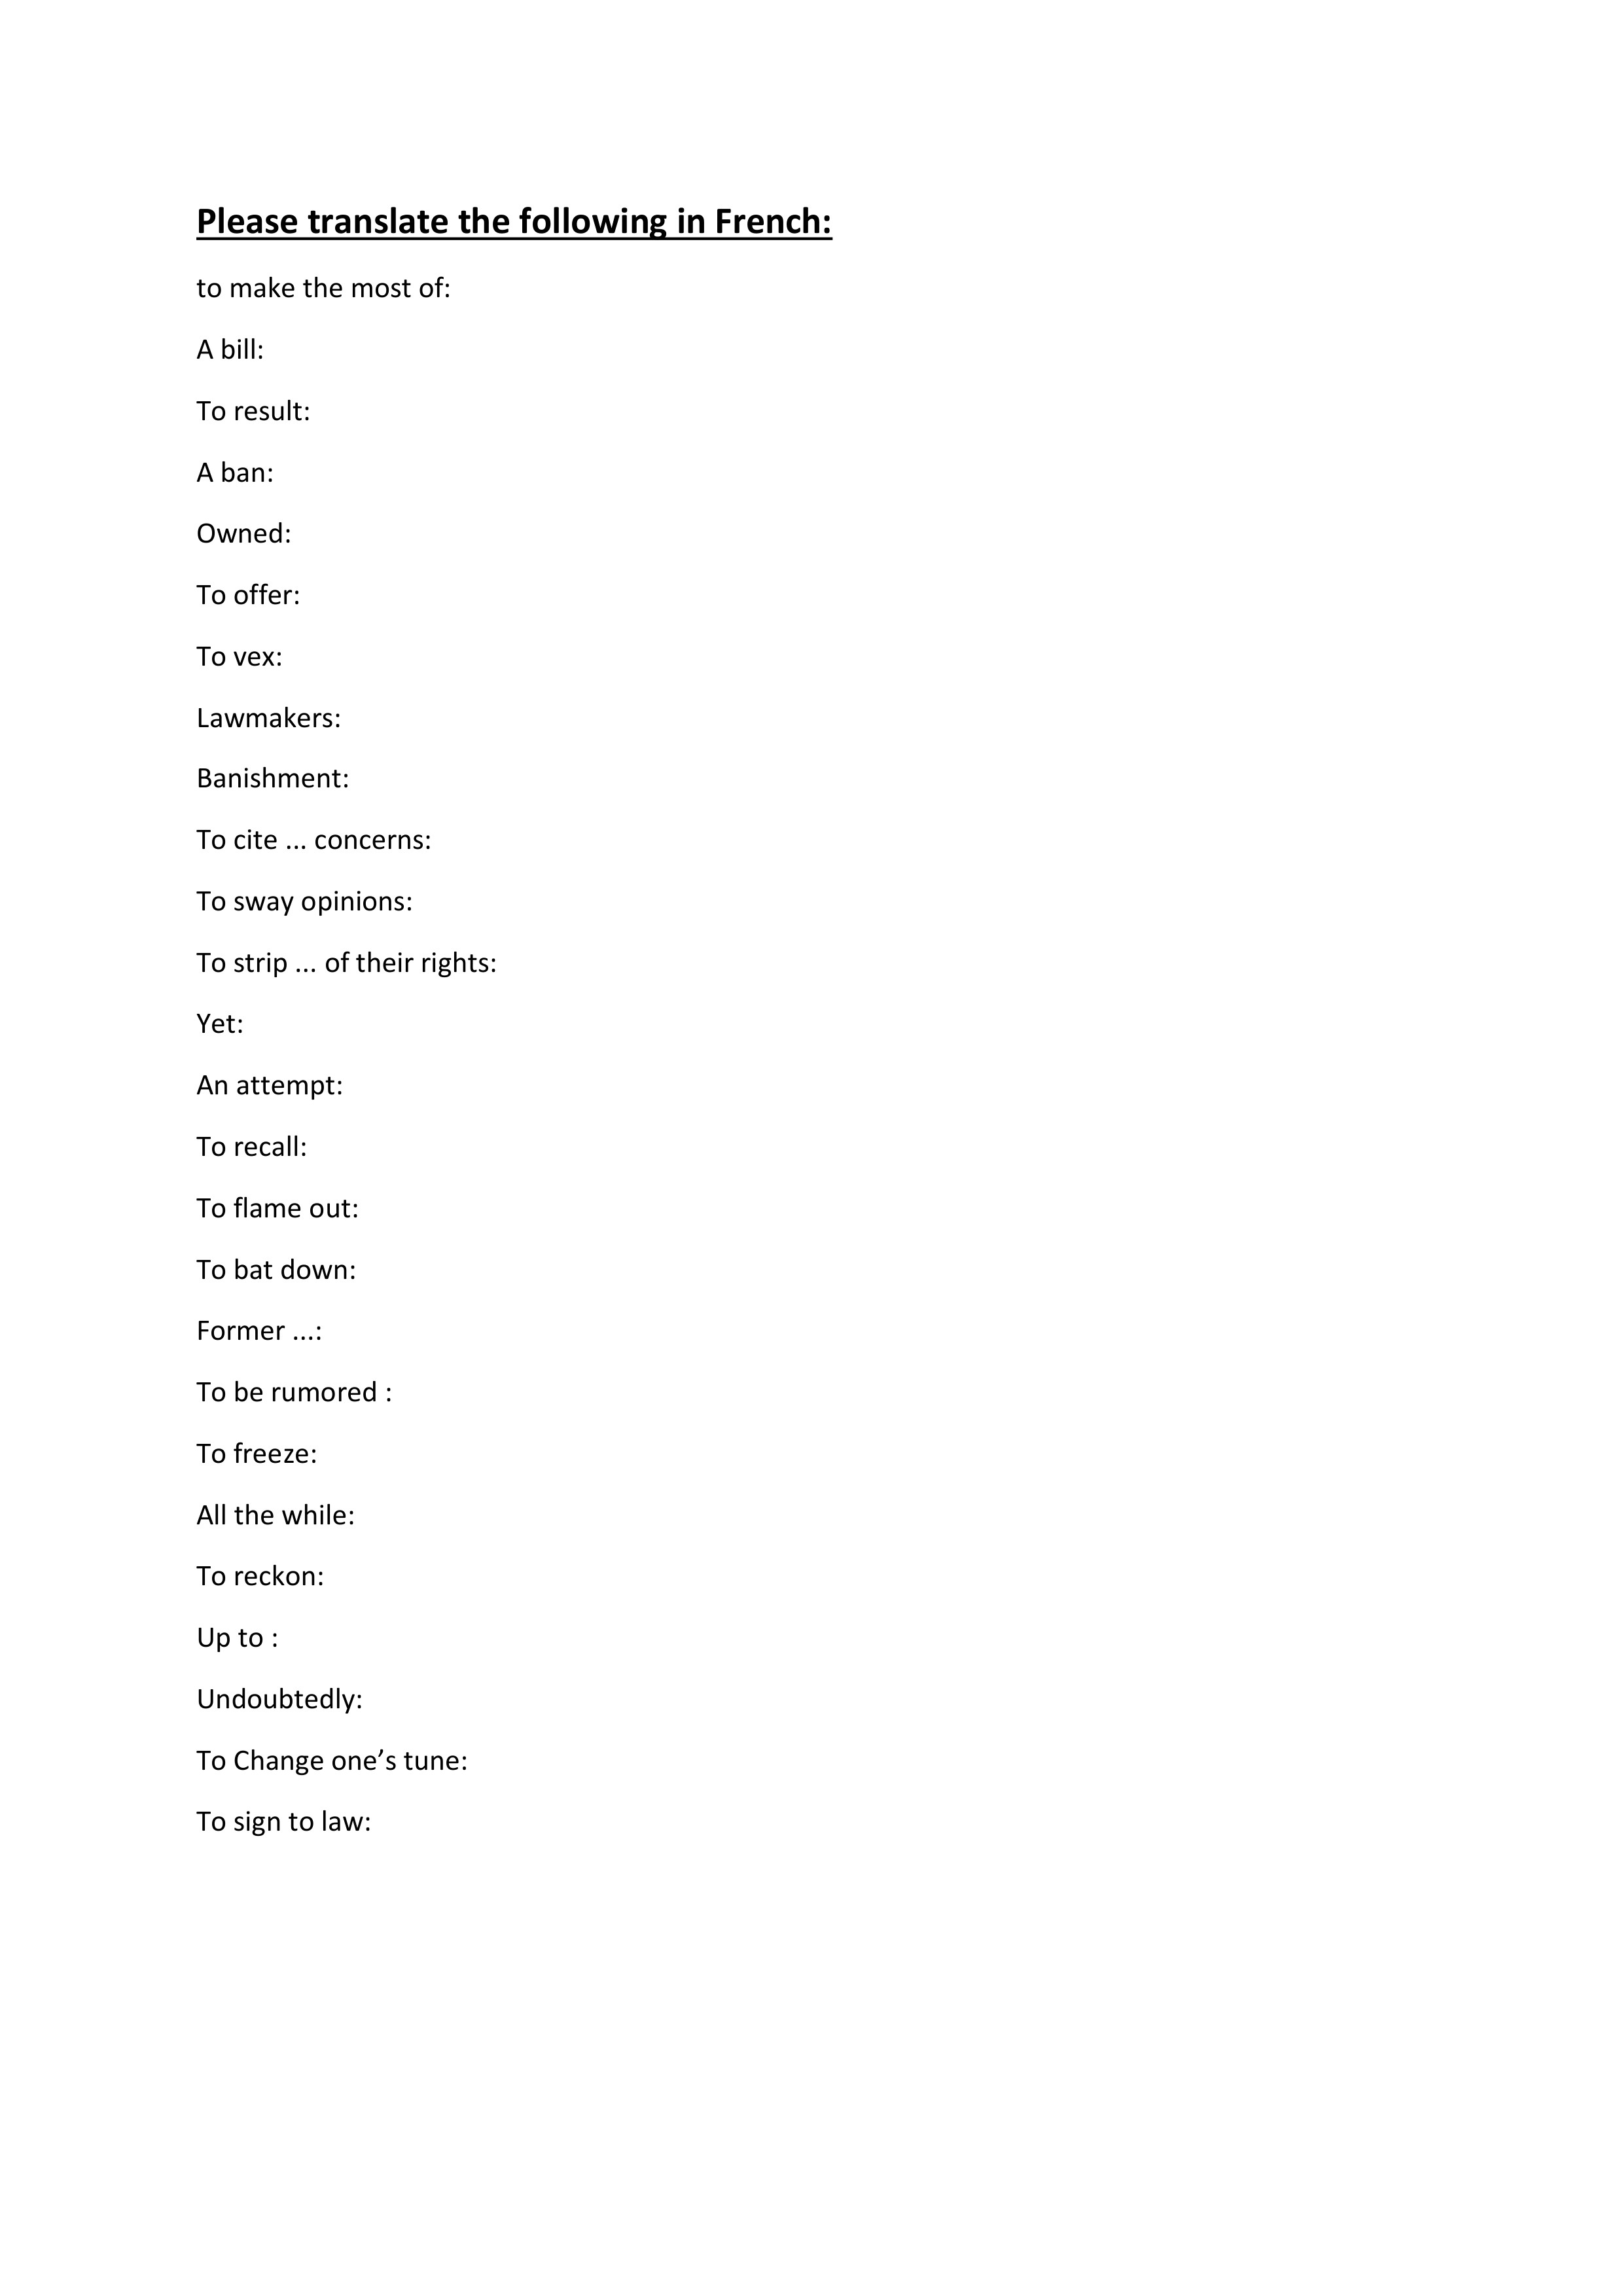 Please translate the following in French:
to make the most of:
A bill:
To result:
A ban:
Owned:
To offer:
To vex:
Lawmakers:
Banishment:
To cite ... concerns:
To sway opinions:
To strip ... of their rights:
Yet:
An attempt:
To recall:
To flame out:
To bat down:
Former ...:
To be rumored :
To freeze:
All the while:
To reckon:
Up to :
Undoubtedly:
To Change one’s tune:
To sign to law: